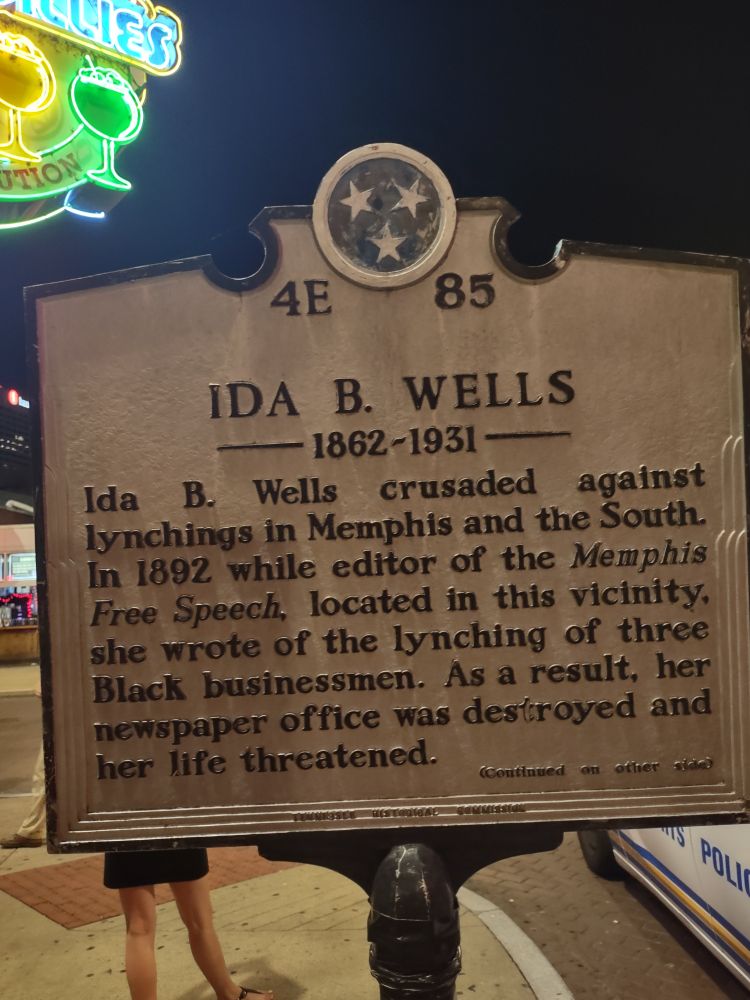 ILLIE'S
UTION
4E 85
IDA B. WELLS
1862-1931
Ida B. Wells crusaded against
lynchings in Memphis and the South.
In 1892 while editor of the Memphis
Free Speech, located in this vicinity,
she wrote of the lynching of three
Black businessmen. As a result, her
newspaper office was destroyed and
her life threatened.
(Continued on other side)
TENNESSEE HISTORICAL COMMISSION
POLIC